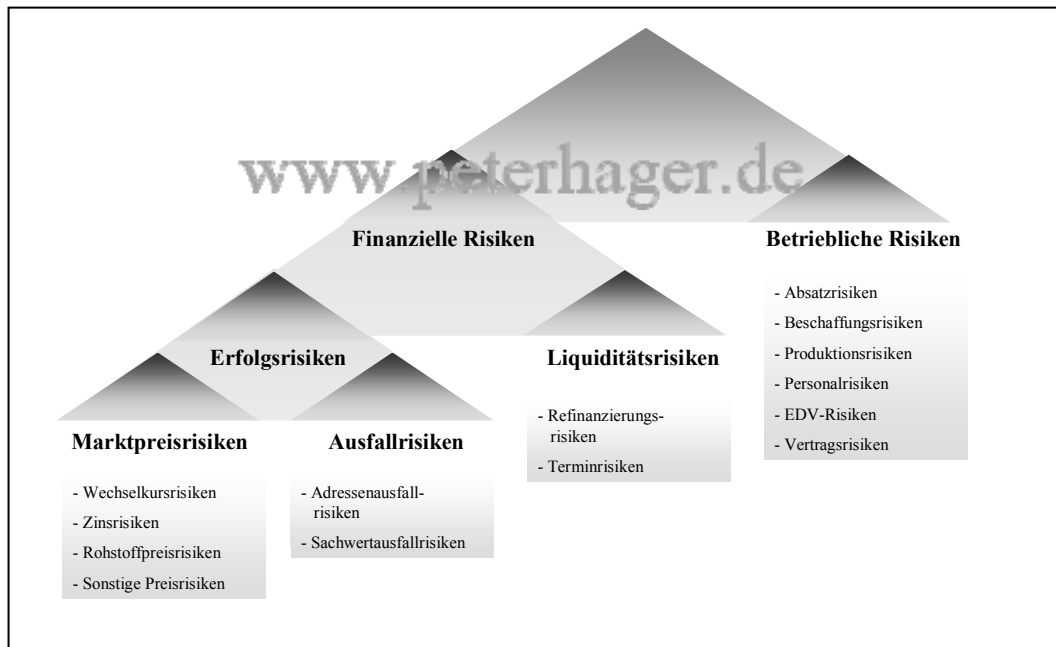 www.peterhager.de
Finanzielle Risiken
Betriebliche Risiken
- Absatzrisiken
- Beschaffungsrisiken
- Produktionsrisiken
- Personalrisiken
- EDV-Risiken
- Vertragsrisiken
Erfolgsrisiken
Liquiditätsrisiken
- Refinanzierungs-
risiken
- Terminrisiken
Marktpreisrisiken
- Wechselkursrisiken
- Zinsrisiken
- Rohstoffpreisrisiken
- Sonstige Preisrisiken
Ausfallrisiken
- Adressenausfall-
risiken
- Sachwertausfallrisiken